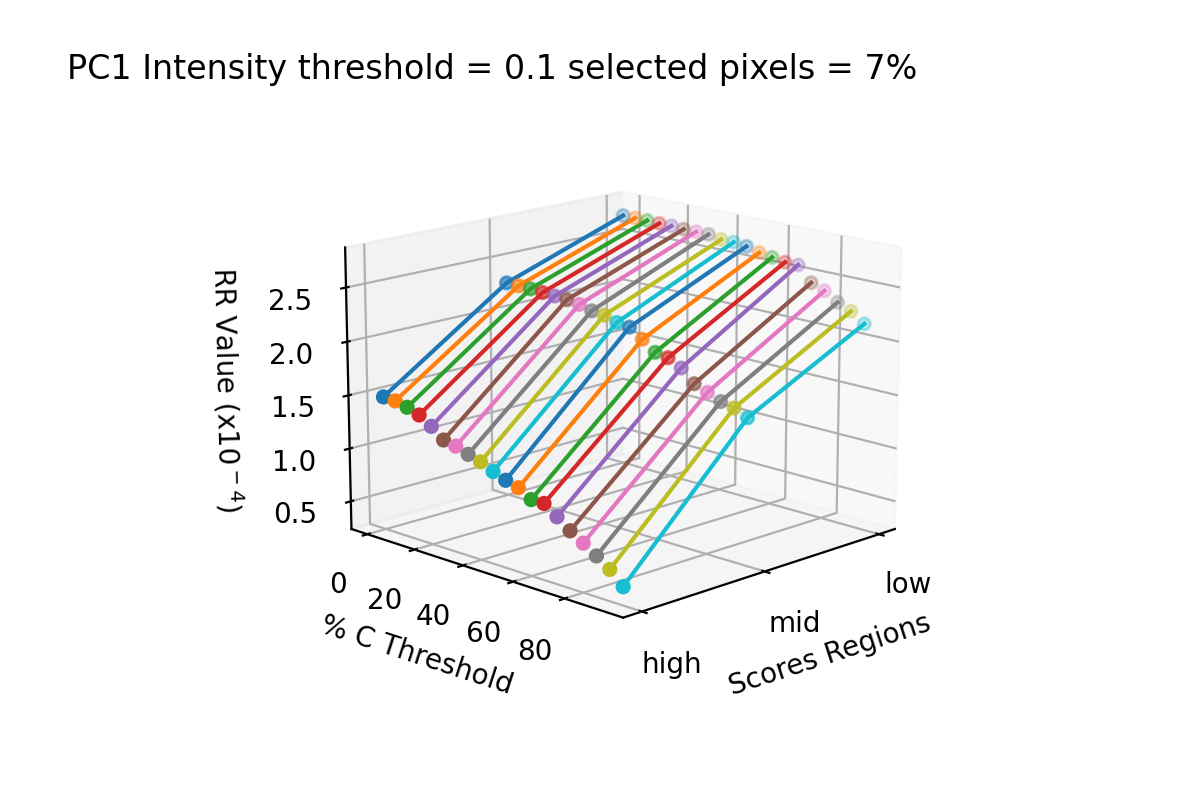 PC1 Intensity threshold = 0.1 selected pixels = 7%
RR Value (x10⁻⁴)
2.5
2.0
1.5
1.0
0.5
0
20
40
60
80
% C Threshold
high
mid
low
Scores Regions